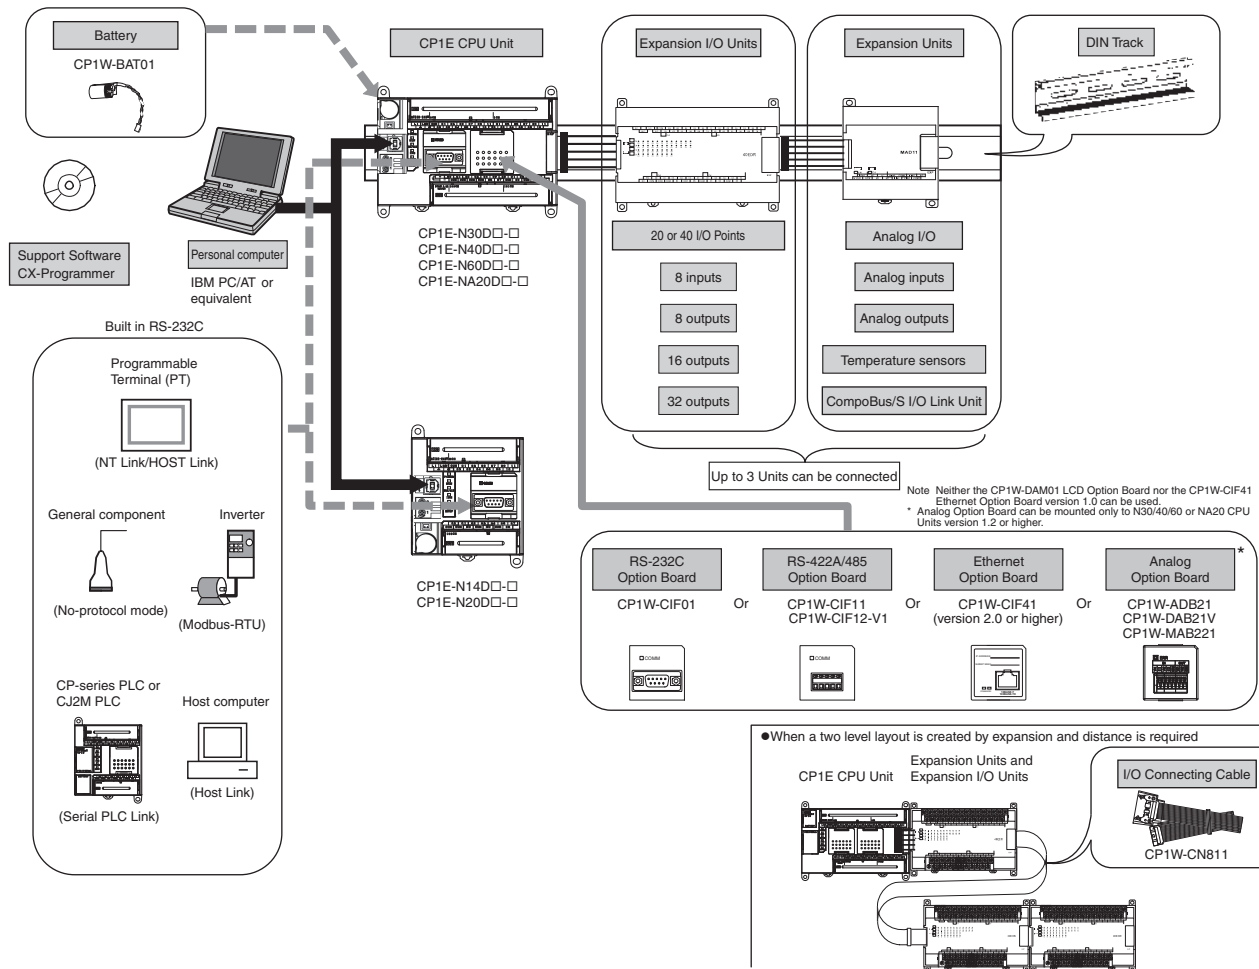 Battery
CP1W-BAT01
CP1E CPU Unit
Expansion I/O Units
Expansion Units
DIN Track
MAD11
CP1E-N30D□-□
CP1E-N40D□-□
CP1E-N60D□-□
CP1E-NA20D□-□
20 or 40 I/O Points
8 inputs
8 outputs
16 outputs
32 outputs
Analog I/O
Analog inputs
Analog outputs
Temperature sensors
CompoBus/S I/O Link Unit
Support Software
CX-Programmer
Personal computer
IBM PC/AT or
equivalent
Built in RS-232C
Programmable
Terminal (PT)
(NT Link/HOST Link)
General component
Inverter
(No-protocol mode)
(Modbus-RTU)
CP-series PLC or
CJ2M PLC
Host computer
(Serial PLC Link)
(Host Link)
CP1E-N14D□-□
CP1E-N20D□-□
Up to 3 Units can be connected
Note Neither the CP1W-DAM01 LCD Option Board nor the CP1W-CIF41
Ethernet Option Board version 1.0 can be used.
* Analog Option Board can be mounted only to N30/40/60 or NA20 CPU
Units version 1.2 or higher.
RS-232C
Option Board
CP1W-CIF01
Or
RS-422A/485
Option Board
CP1W-CIF11
CP1W-CIF12-V1
Or
Ethernet
Option Board
CP1W-CIF41
(version 2.0 or higher)
Or
Analog
Option Board
*
CP1W-ADB21
CP1W-DAB21V
CP1W-MAB221
COMM
COMM
●When a two level layout is created by expansion and distance is required
CP1E CPU Unit
Expansion Units and
Expansion I/O Units
I/O Connecting Cable
CP1W-CN811